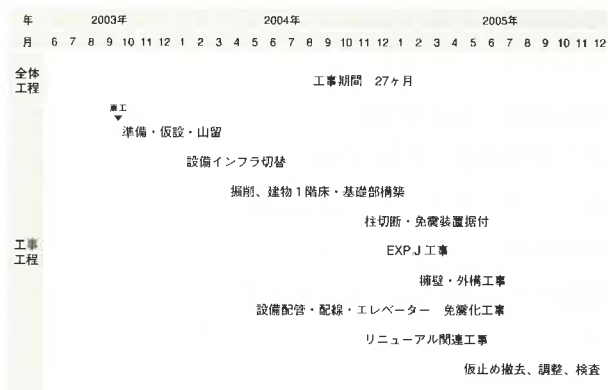 年 2003年 2004年 2005年
月 6 7 8 9 10 11 12 1 2 3 4 5 6 7 8 9 10 11 12 1 2 3 4 5 6 7 8 9 10 11 12
全体
工程
工事期間 27ヶ月
着工
準備・仮設・山留
設備インフラ切替
掘削、建物1階床・基礎部構築
柱切断・免震装置据付
工事
工程
EXP.J 工事
擁壁・外構工事
設備配管・配線・エレベーター 免震化工事
リニューアル関連工事
仮止め撤去、調整、検査